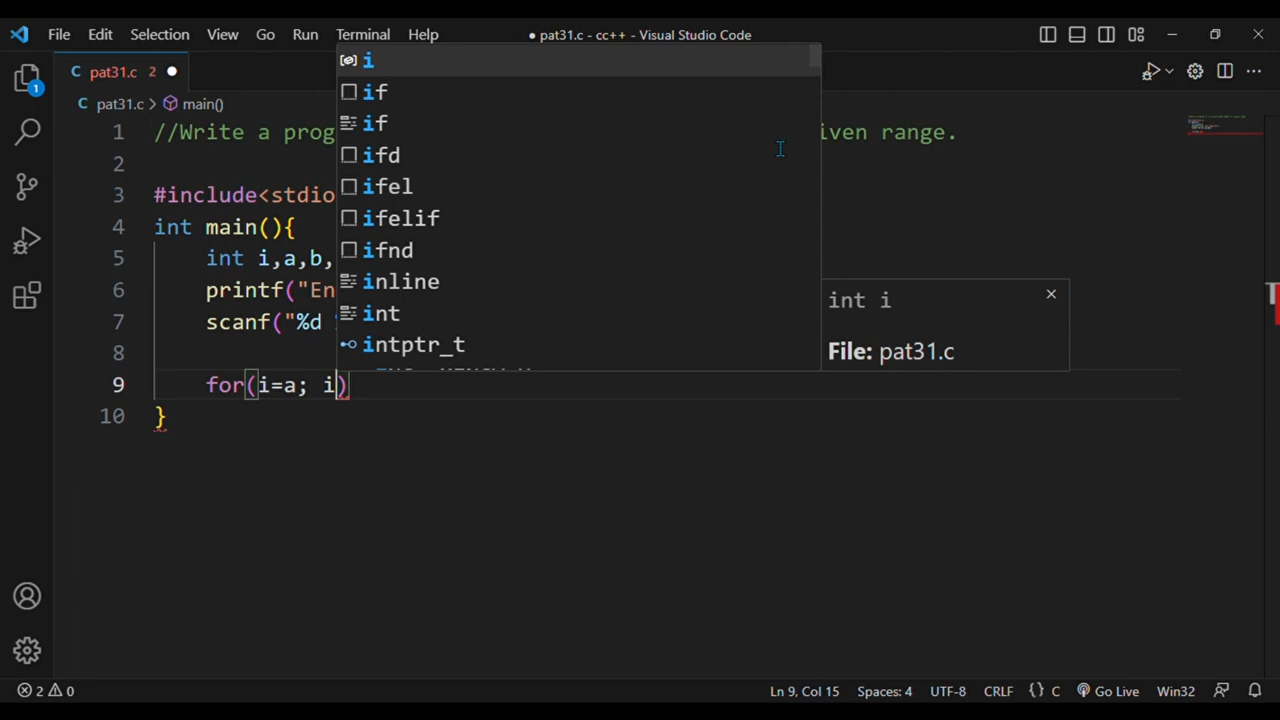 File Edit Selection View Go Run Terminal Help ● pat31.c - cc++ - Visual Studio Code
C pat31.c 2 ●
C pat31.c > main()
1 //Write a prog iven range.
2
3 #include<stdio
4 int main(){
5 int i,a,b,
6 printf("En
7 scanf("%d
8
9 for(i=a; i)
10 }
i
if
if
ifd
ifel
ifelif
ifnd
inline
int
intptr_t
int i
File: pat31.c
1
2 0
Ln 9, Col 15 Spaces: 4 UTF-8 CRLF {} C Go Live Win32